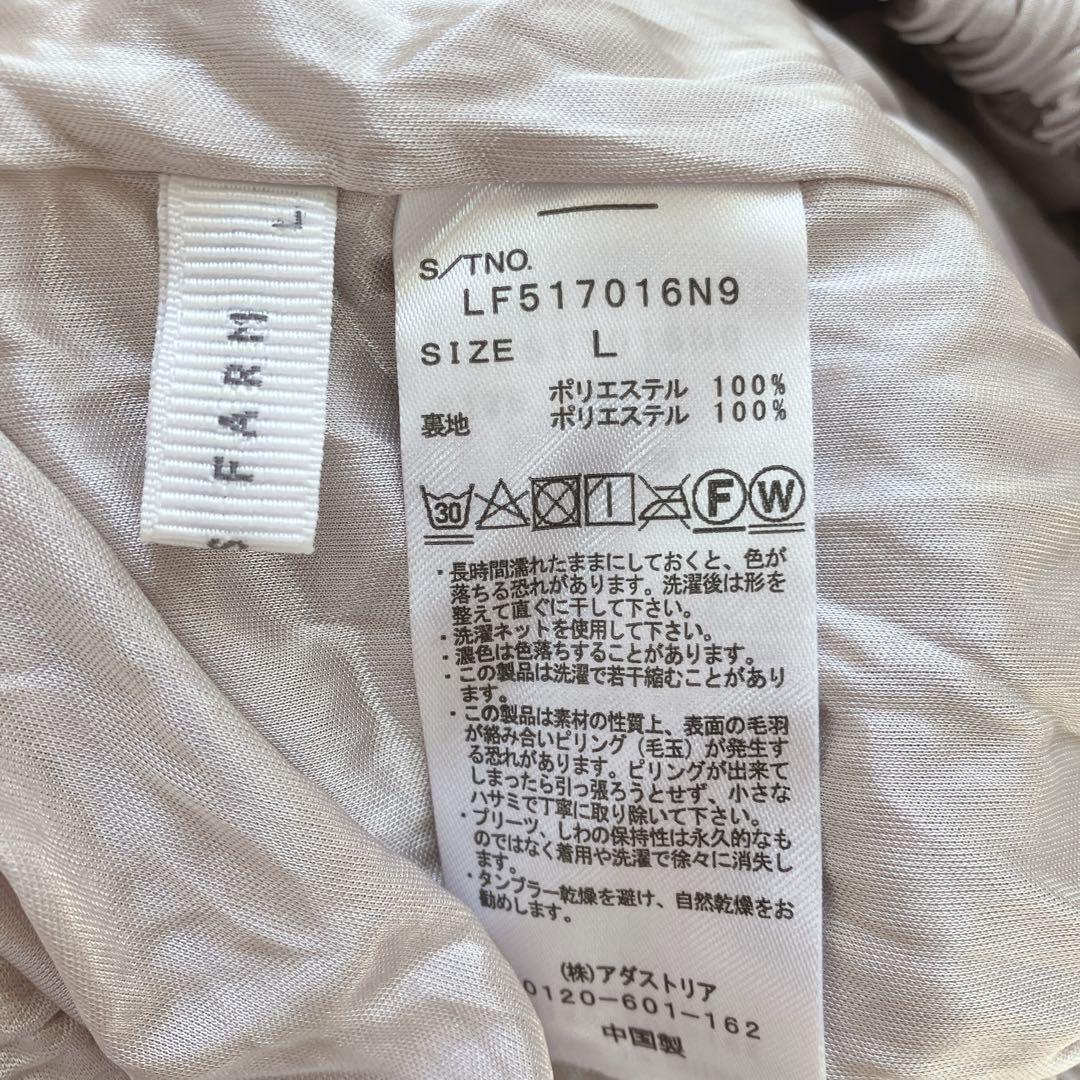 FARM
L
S/TNO.
LF517016N9
SIZE L
ポリエステル 100%
裏地 ポリエステル 100%
30 F W
・長時間濡れたままにしておくと、色が
落ちる恐れがあります。洗濯後は形を
整えて直ぐに干して下さい。
・洗濯ネットを使用して下さい。
・濃色は色落ちすることがあります。
・この製品は洗濯で若干縮むことがあり
ます。
・この製品は素材の性質上、表面の毛羽
が絡み合いピリング(毛玉)が発生す
る恐れがあります。ピリングが出来て
しまったら引っ張ろうとせず、小さな
ハサミで丁寧に取り除いて下さい。
・プリーツ、しわの保持性は永久的なも
のではなく着用や洗濯で徐々に消失し
ます。
・タンブラー乾燥を避け、自然乾燥をお
勧めします。
(株)アダストリア
0120-601-162
中国製